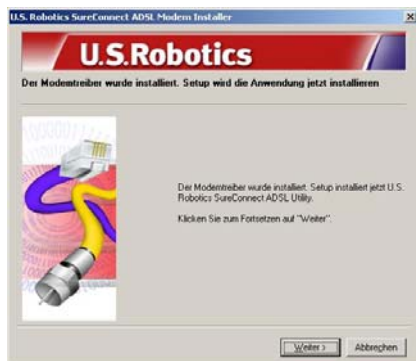 U.S. Robotics SureConnect ADSL Modem Installer
U.S.Robotics
Der Modemtreiber wurde installiert. Setup wird die Anwendung jetzt installieren
Der Modemtreiber wurde installiert. Setup installiert jetzt U.S.
Robotics SureConnect ADSL Utility.
Klicken Sie zum Fortsetzen auf "Weiter".
Weiter >
Abbrechen